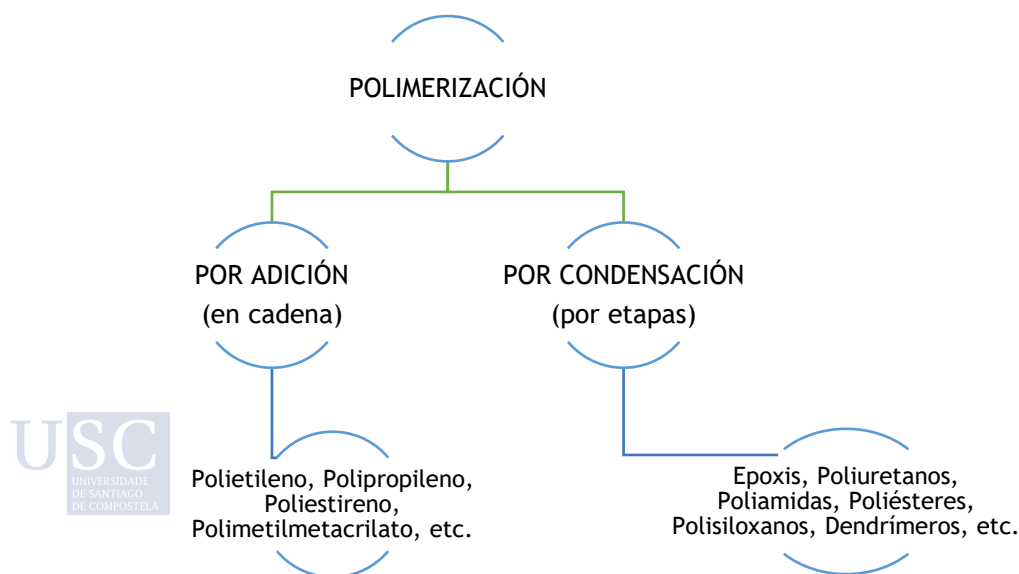 POLIMERIZACIÓN
POR ADICIÓN
(en cadena)
POR CONDENSACIÓN
(por etapas)
USC
UNIVERSIDADE
DE SANTIAGO
DE COMPOSTELA
Polietileno, Polipropileno,
Poliestireno,
Polimetilmetacrilato, etc.
Epoxis, Poliuretanos,
Poliamidas, Poliésteres,
Polisiloxanos, Dendrímeros, etc.